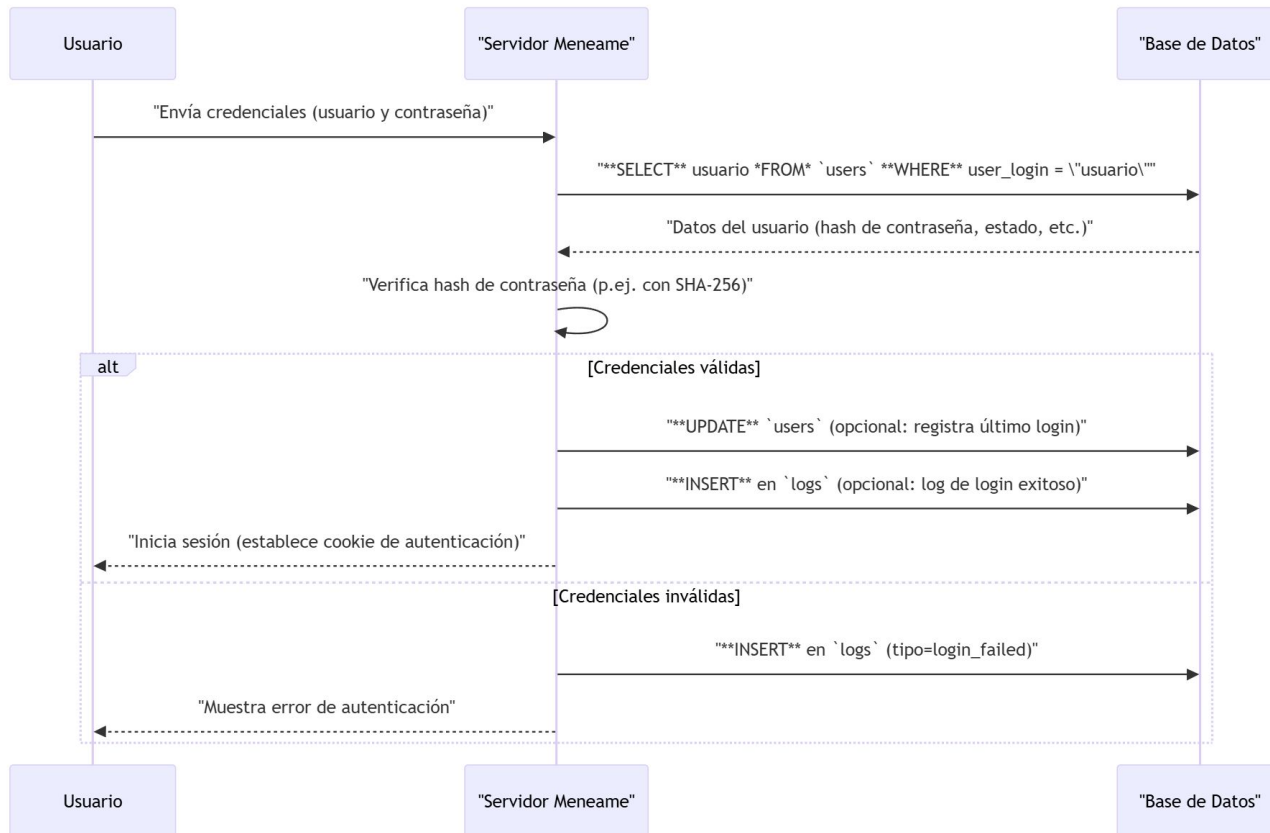 Usuario
"Servidor Meneame"
"Base de Datos"
"Envía credenciales (usuario y contraseña)"
"**SELECT** usuario *FROM* `users` **WHERE** user_login = \"usuario\""
"Datos del usuario (hash de contraseña, estado, etc.)"
"Verifica hash de contraseña (p.ej. con SHA-256)"
alt
[Credenciales válidas]
"**UPDATE** `users` (opcional: registra último login)"
"**INSERT** en `logs` (opcional: log de login exitoso)"
"Inicia sesión (establece cookie de autenticación)"
[Credenciales inválidas]
"**INSERT** en `logs` (tipo=login_failed)"
"Muestra error de autenticación"
Usuario
"Servidor Meneame"
"Base de Datos"